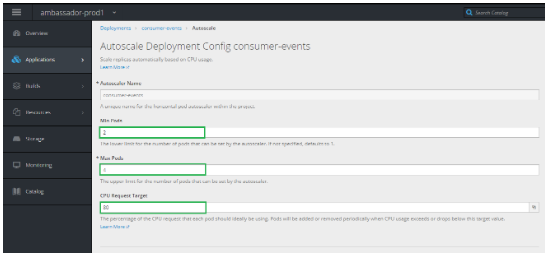 ambassador-prod1
Search Catalog
Overview
Applications
Builds
Resources
Storage
Monitoring
Catalog
Deployments > consumer-events > Autoscale
Autoscale Deployment Config consumer-events
Scale replicas automatically based on CPU usage.
Learn More
* Autoscaler Name
consumer-events
A unique name for the horizontal pod autoscaler within the project.
Min Pods
2
The lower limit for the number of pods that can be set by the autoscaler. If not specified, defaults to 1.
* Max Pods
4
The upper limit for the number of pods that can be set by the autoscaler.
CPU Request Target
80
%
The percentage of the CPU request that each pod should ideally be using. Pods will be added or removed periodically when CPU usage exceeds or drops below this target value.
Learn More